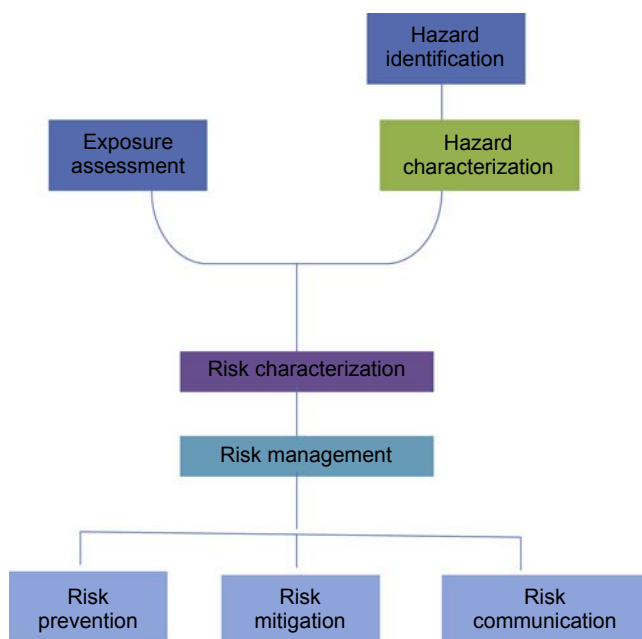 Hazard
identification
Exposure
assessment
Hazard
characterization
Risk characterization
Risk management
Risk
prevention
Risk
mitigation
Risk
communication